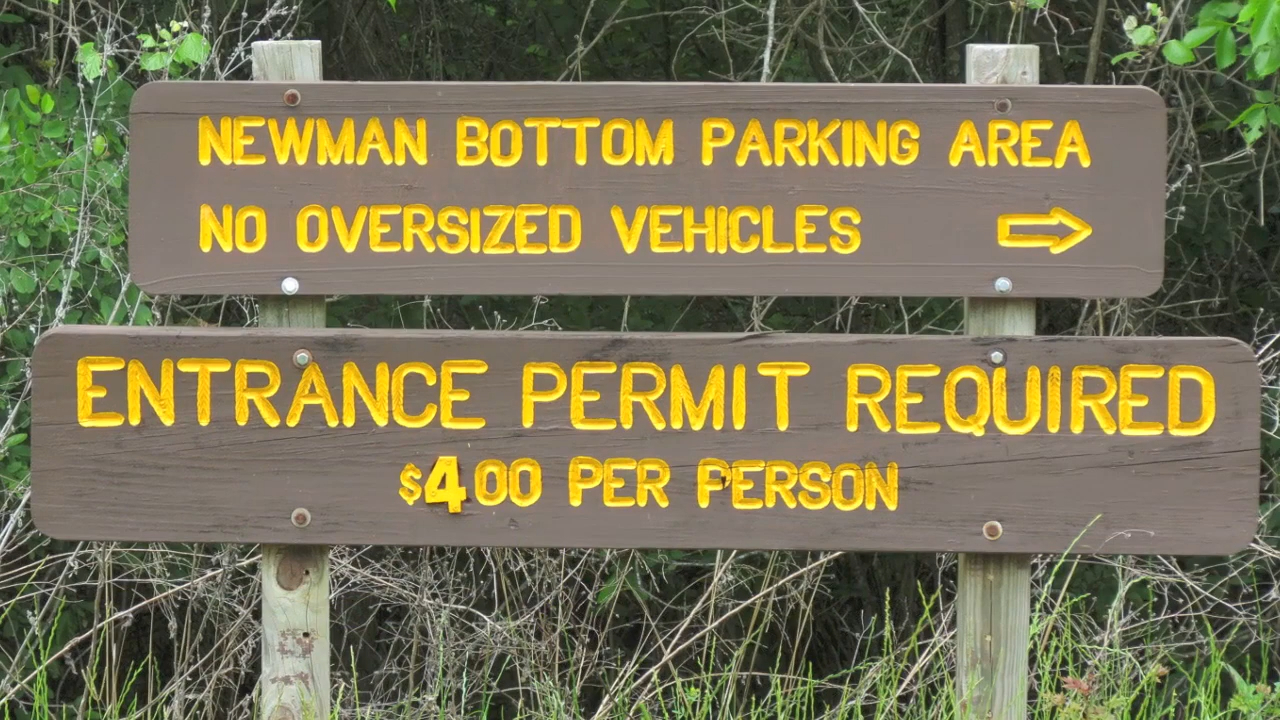 NEWMAN BOTTOM PARKING AREA
NO OVERSIZED VEHICLES
ENTRANCE PERMIT REQUIRED
$4.00 PER PERSON